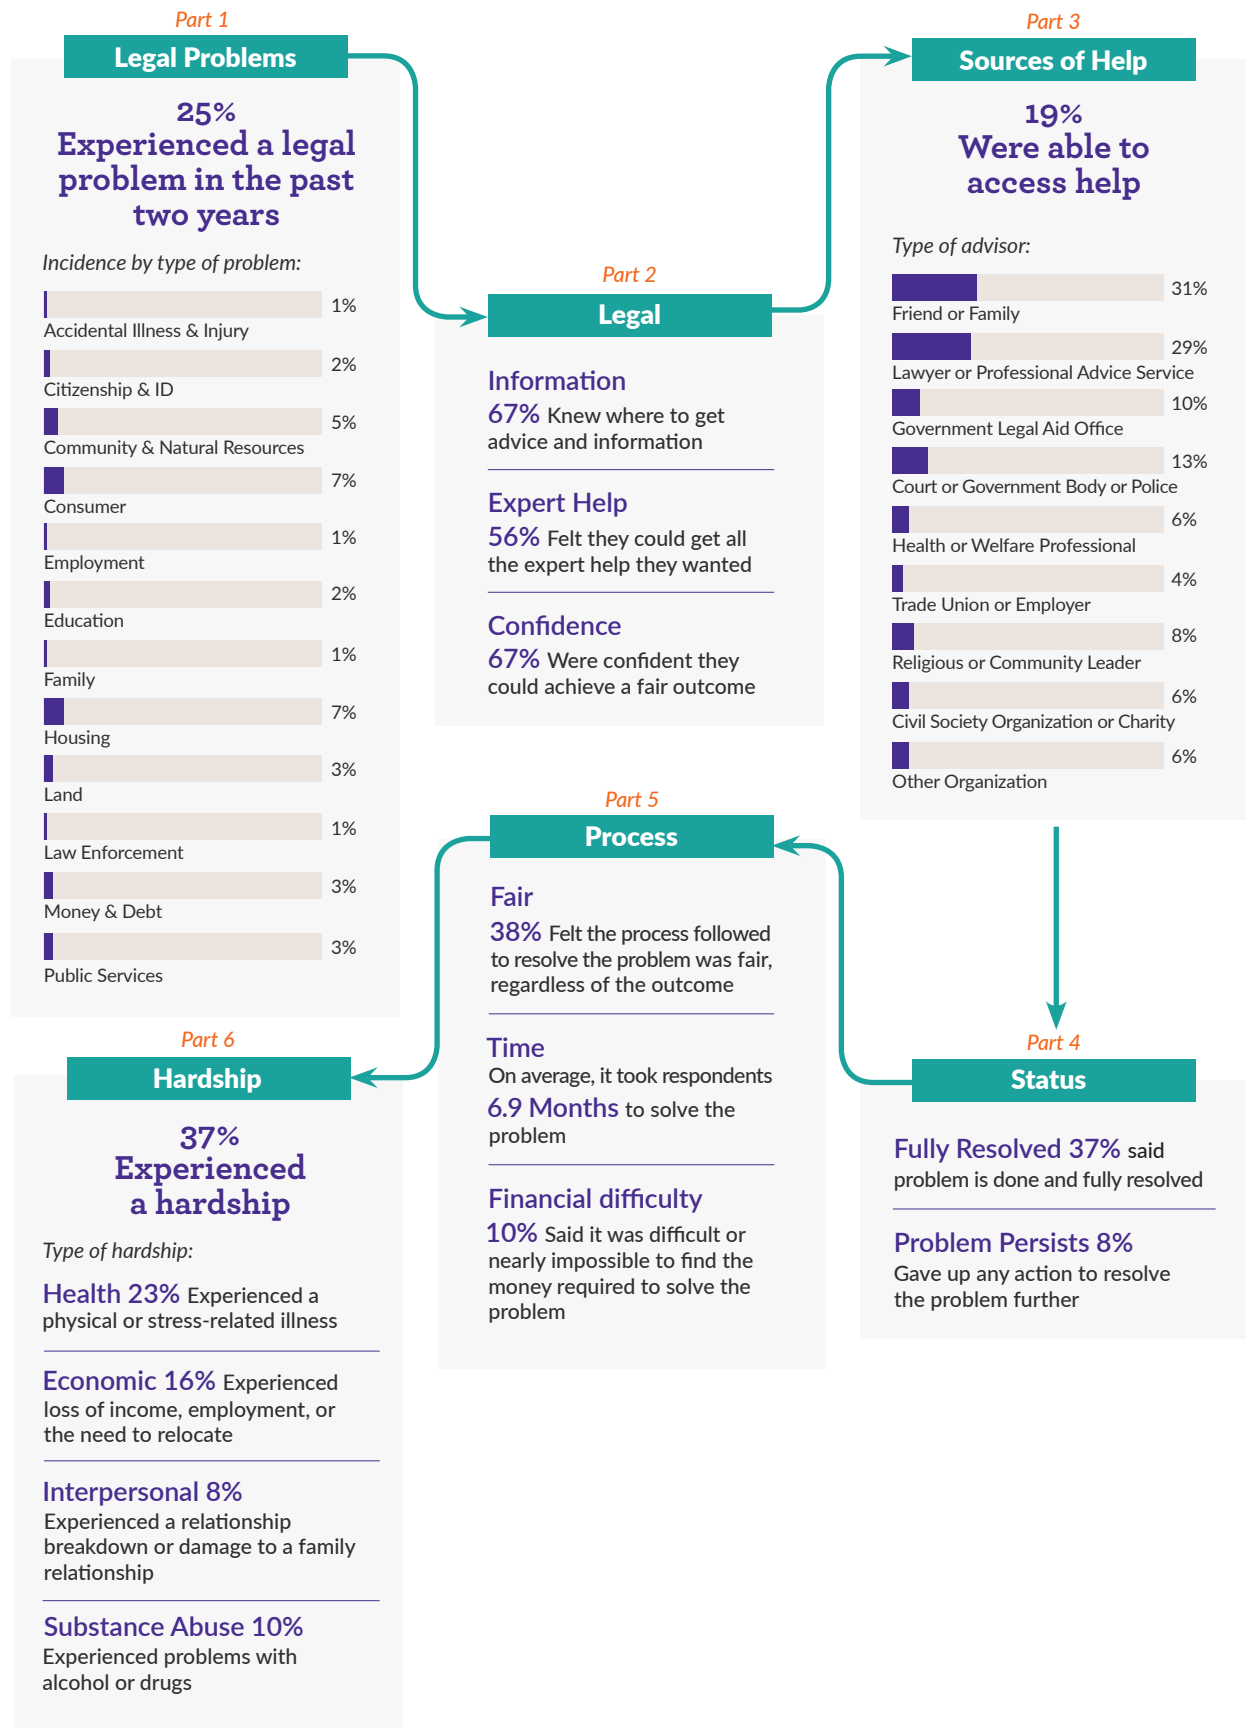 Part 1
Legal Problems
25%
Experienced a legal
problem in the past
two years
Incidence by type of problem:
1%
Accidental Illness & Injury
2%
Citizenship & ID
5%
Community & Natural Resources
7%
Consumer
1%
Employment
2%
Education
1%
Family
7%
Housing
3%
Land
1%
Law Enforcement
3%
Money & Debt
3%
Public Services
Part 2
Legal
Information
67% Knew where to get
advice and information
Expert Help
56% Felt they could get all
the expert help they wanted
Confidence
67% Were confident they
could achieve a fair outcome
Part 3
Sources of Help
19%
Were able to
access help
Type of advisor:
31%
Friend or Family
29%
Lawyer or Professional Advice Service
10%
Government Legal Aid Office
13%
Court or Government Body or Police
6%
Health or Welfare Professional
4%
Trade Union or Employer
8%
Religious or Community Leader
6%
Civil Society Organization or Charity
6%
Other Organization
Part 4
Status
Fully Resolved 37% said
problem is done and fully resolved
Problem Persists 8%
Gave up any action to resolve
the problem further
Part 5
Process
Fair
38% Felt the process followed
to resolve the problem was fair,
regardless of the outcome
Time
On average, it took respondents
6.9 Months to solve the
problem
Financial difficulty
10% Said it was difficult or
nearly impossible to find the
money required to solve the
problem
Part 6
Hardship
37%
Experienced
a hardship
Type of hardship:
Health 23% Experienced a
physical or stress-related illness
Economic 16% Experienced
loss of income, employment, or
the need to relocate
Interpersonal 8%
Experienced a relationship
breakdown or damage to a family
relationship
Substance Abuse 10%
Experienced problems with
alcohol or drugs